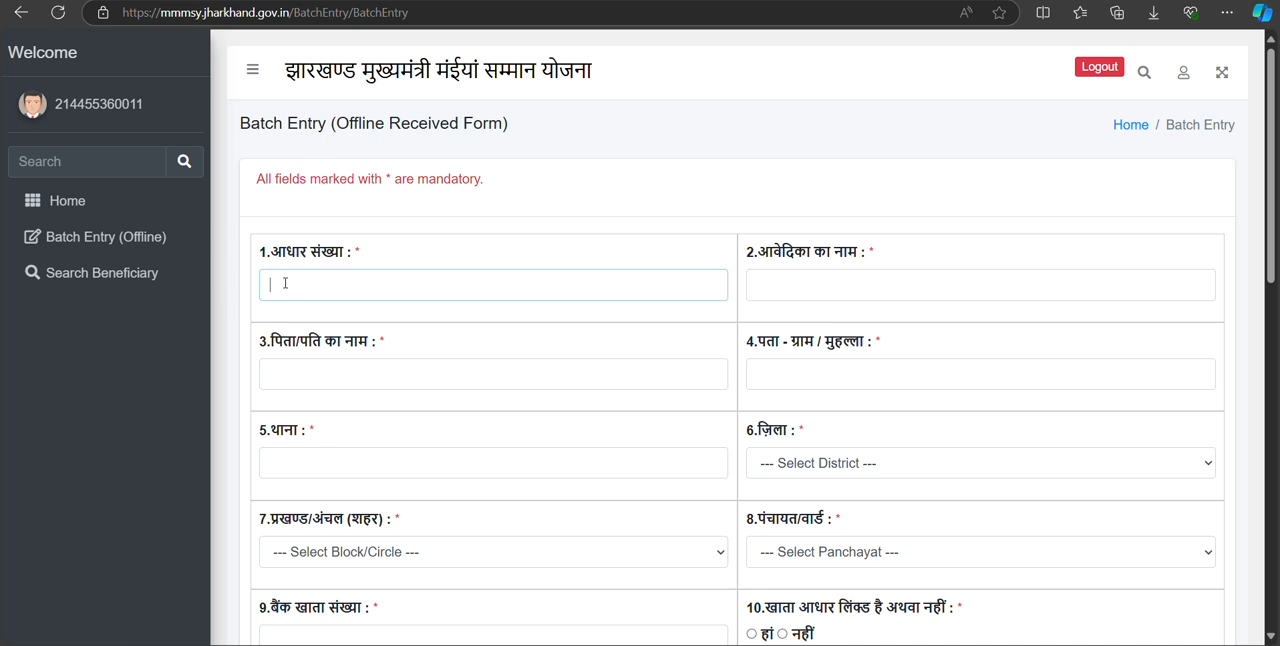 https://mmmsy.jharkhand.gov.in/BatchEntry/BatchEntry
Welcome
झारखण्ड मुख्यमंत्री मंईयां सम्मान योजना
Logout
214455360011
Batch Entry (Offline Received Form)
Home / Batch Entry
Search
All fields marked with * are mandatory.
Home
Batch Entry (Offline)
Search Beneficiary
1.आधार संख्या : *
2.आवेदिका का नाम : *
3.पिता/पति का नाम : *
4.पता - ग्राम / मुहल्ला : *
5.थाना : *
6.ज़िला : *
--- Select District ---
7.प्रखण्ड/अंचल (शहर) : *
8.पंचायत/वार्ड : *
--- Select Block/Circle ---
--- Select Panchayat ---
9.बैंक खाता संख्या : *
10.खाता आधार लिंक्ड है अथवा नहीं : *
हां नहीं